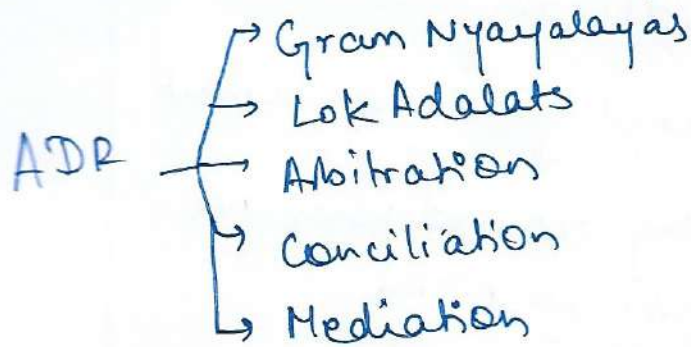 Gram Nyayalayas
Lok Adalats
ADR
Arbitration
Conciliation
Mediation